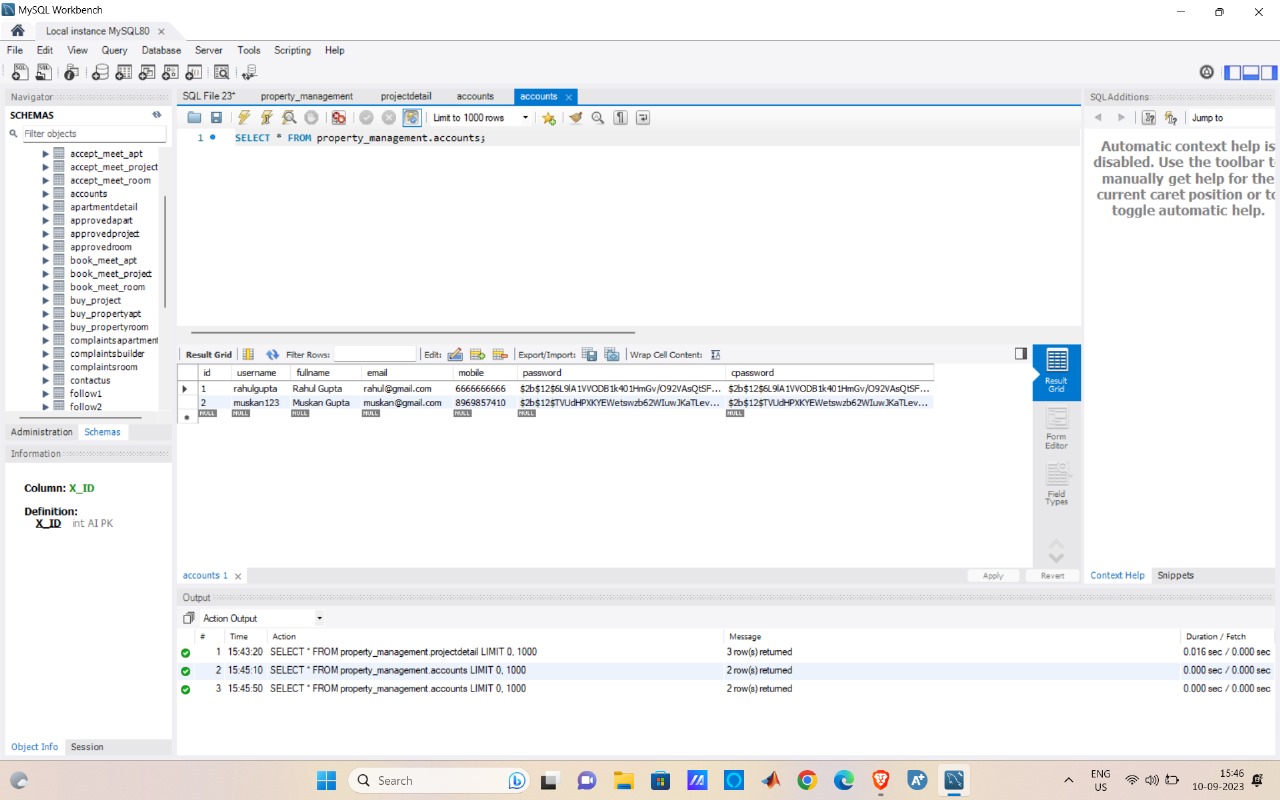 MySQL Workbench
Local instance MySQL80
File Edit View Query Database Server Tools Scripting Help
Navigator
SCHEMAS
Filter objects
accept_meet_apt
accept_meet_project
accept_meet_room
accounts
apartmentdetail
approvedapart
approvedproject
approvedroom
book_meet_apt
book_meet_project
book_meet_room
buy_project
buy_propertyapt
buy_propertyroom
complaintsapartment
complaintsbuilder
complaintsroom
contactus
follow1
follow2
Administration Schemas
Information
Column: X_ID
Definition:
X_ID int AI PK
Object Info Session
SQL File 23* property_management projectdetail accounts accounts
Limit to 1000 rows
1 SELECT * FROM property_management.accounts;
Result Grid Filter Rows: Edit: Export/Import: Wrap Cell Content:
id username fullname email mobile password cpassword
1 rahulgupta Rahul Gupta rahul@gmail.com 6666666666 $2b$12$6L9lA1VVODB1k401HmGv/O92VAsQtSF... $2b$12$6L9lA1VVODB1k401HmGv/O92VAsQtSF...
2 muskan123 Muskan Gupta muskan@gmail.com 8969857410 $2b$12$TVUdHPXKYEWetswzb62WIuwJKaTLev... $2b$12$TVUdHPXKYEWetswzb62WIuwJKaTLev...
NULL NULL NULL NULL NULL NULL NULL
Result
Grid
Form
Editor
Field
Types
accounts 1 Apply Revert
SQLAdditions
Jump to
Automatic context help is
disabled. Use the toolbar t
manually get help for the
current caret position or to
toggle automatic help.
Context Help Snippets
Output
Action Output
# Time Action Message Duration / Fetch
1 15:43:20 SELECT * FROM property_management.projectdetail LIMIT 0, 1000 3 row(s) returned 0.016 sec / 0.000 sec
2 15:45:10 SELECT * FROM property_management.accounts LIMIT 0, 1000 2 row(s) returned 0.000 sec / 0.000 sec
3 15:45:50 SELECT * FROM property_management.accounts LIMIT 0, 1000 2 row(s) returned 0.000 sec / 0.000 sec
Search
ENG
US
15:46
10-09-2023